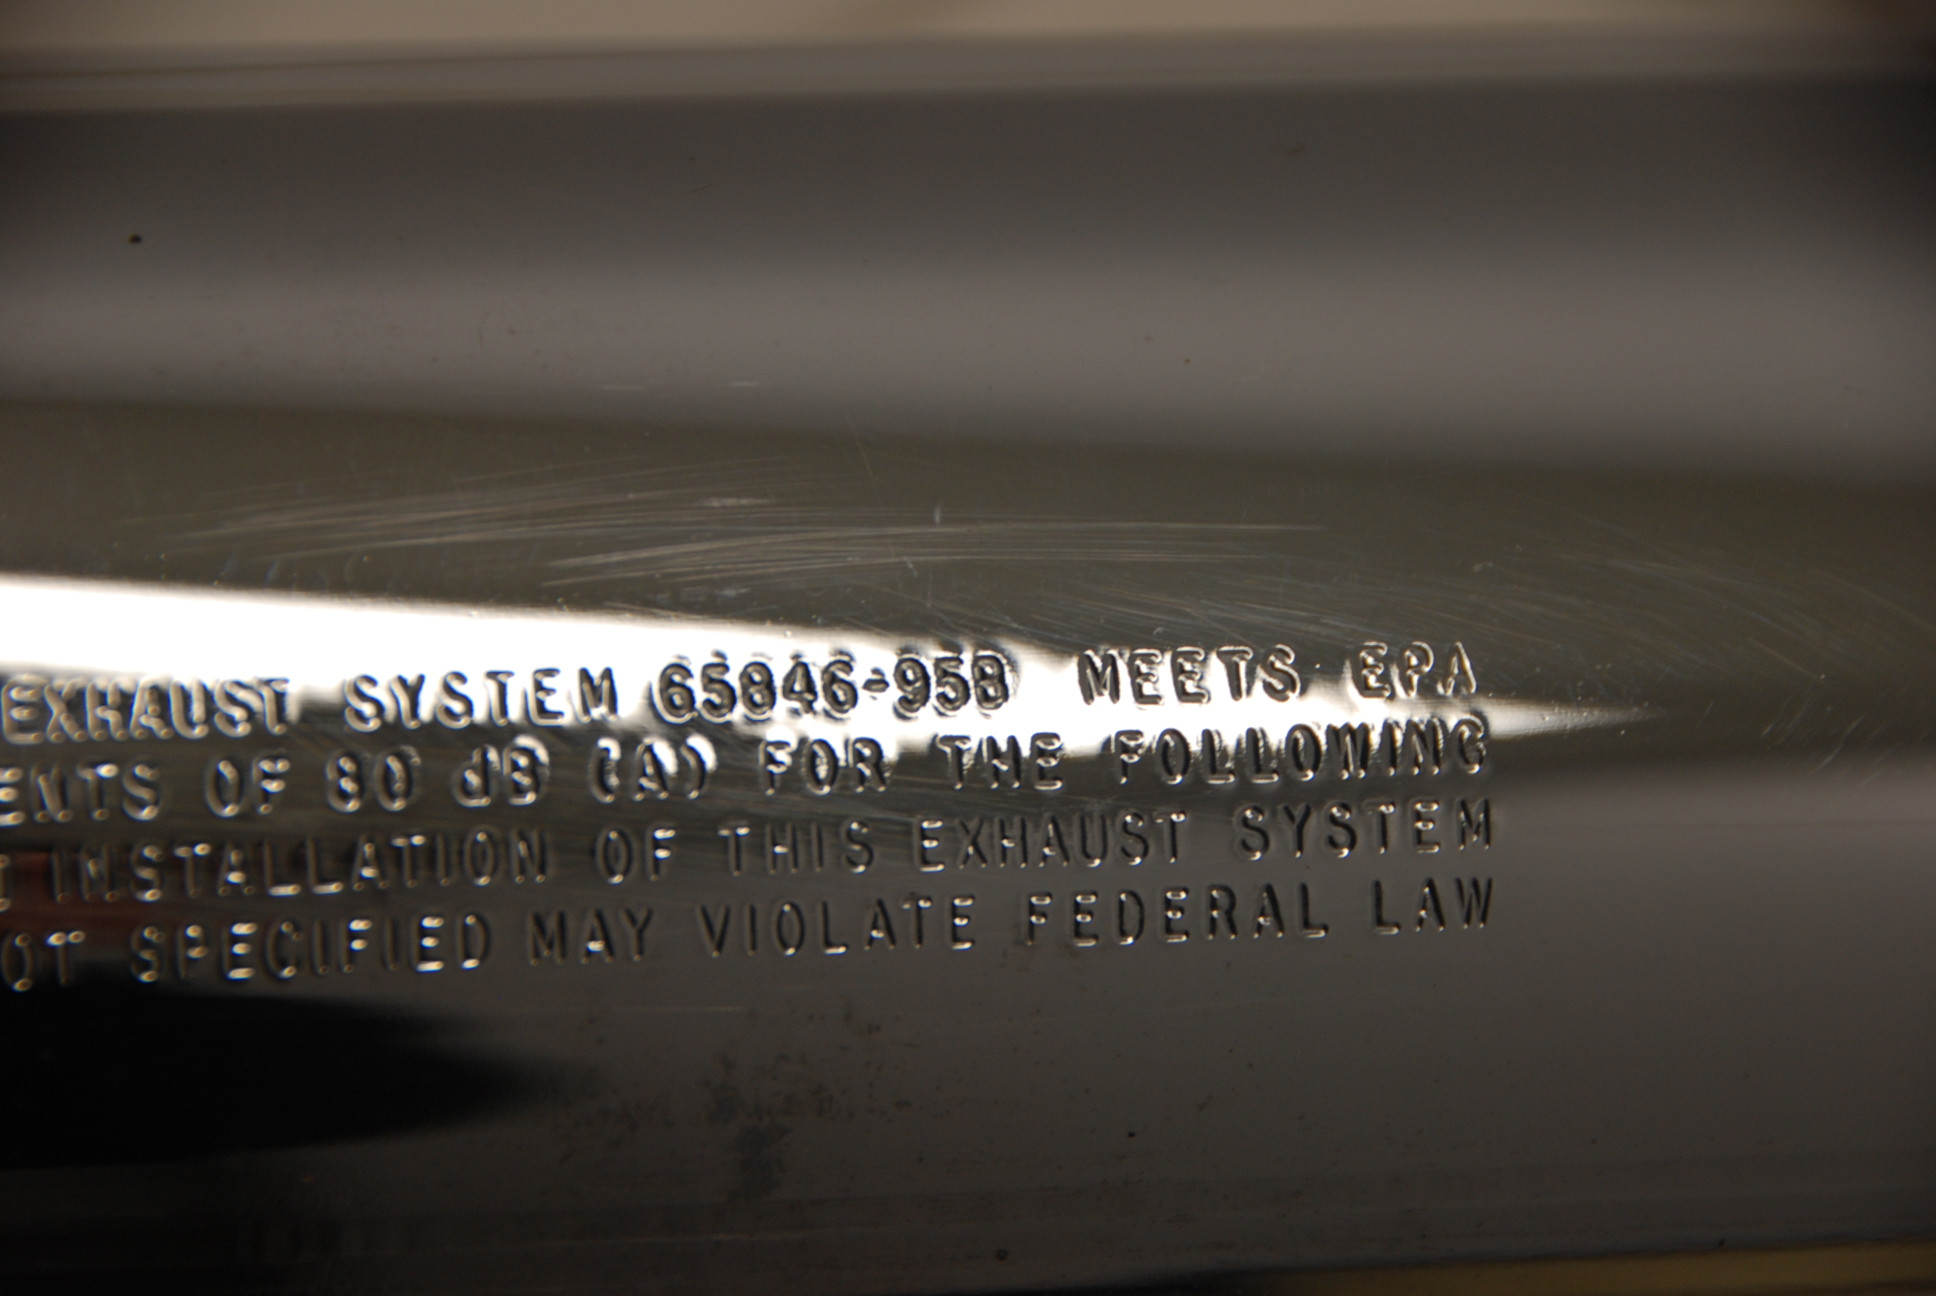 EXHAUST SYSTEM 65846-95B MEETS EPA
ENTS OF 80 dB (A) FOR THE FOLLOWING
INSTALLATION OF THIS EXHAUST SYSTEM
OT SPECIFIED MAY VIOLATE FEDERAL LAW